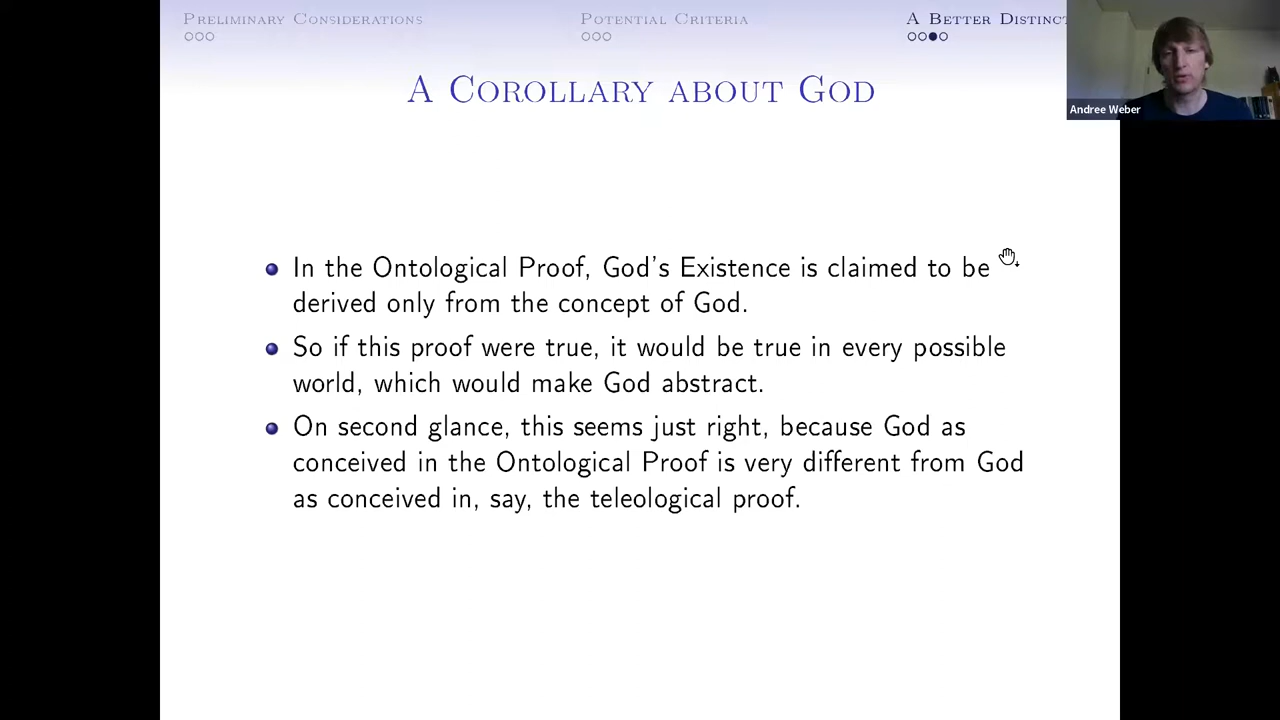 Preliminary Considerations
Potential Criteria
A Better Distinct
A Corollary about God
Andree Weber
In the Ontological Proof, God's Existence is claimed to be
derived only from the concept of God.
So if this proof were true, it would be true in every possible
world, which would make God abstract.
On second glance, this seems just right, because God as
conceived in the Ontological Proof is very different from God
as conceived in, say, the teleological proof.